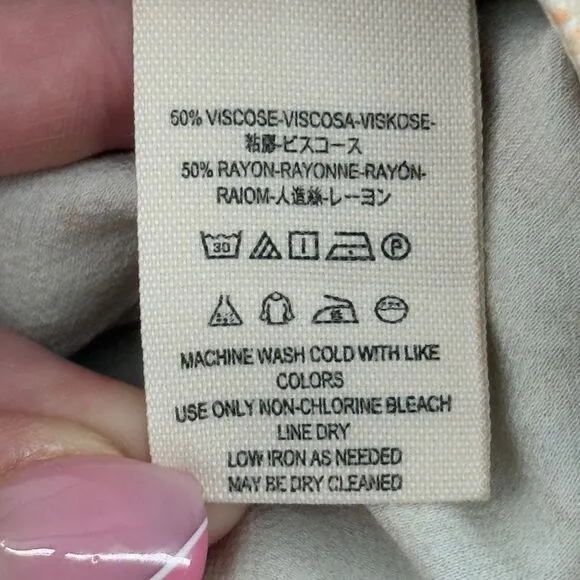 60% VISCOSE-VISCOSA-VISKOSE-
粘膠-ビスコース
50% RAYON-RAYONNE-RAYÓN-
RAIOM-人造絲-レーヨン
30 P
MACHINE WASH COLD WITH LIKE
COLORS
USE ONLY NON-CHLORINE BLEACH
LINE DRY
LOW IRON AS NEEDED
MAY BE DRY CLEANED